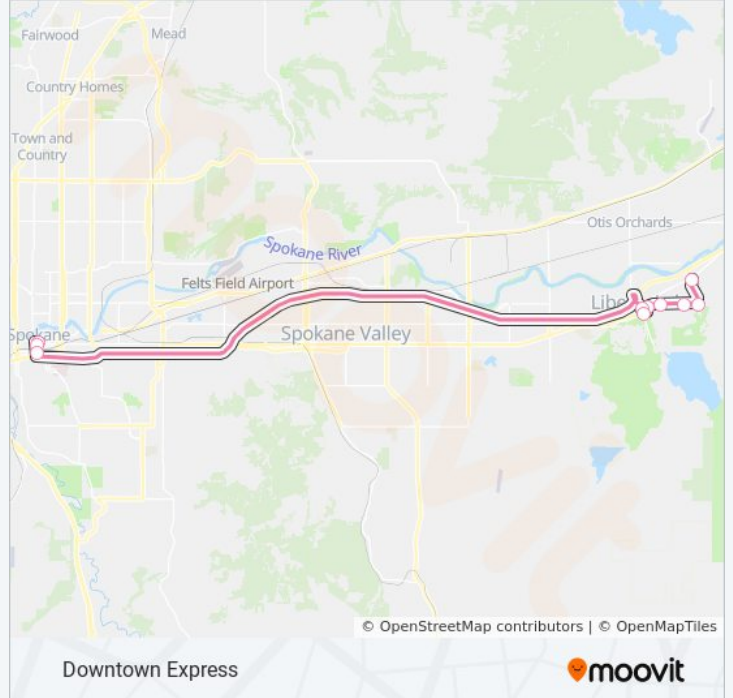 Fairwood
Mead
Country Homes
Town and
Country
Otis Orchards
Spokane River
Felts Field Airport
Spokane
Spokane Valley
© OpenStreetMap contributors | © OpenMapTiles
Downtown Express
moovit